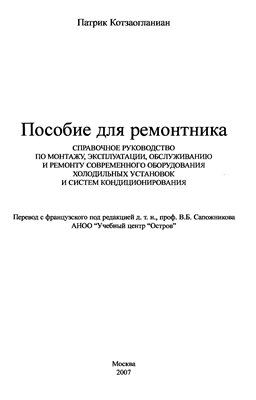 Патрик Котзаогланиан
Пособие для ремонтника
СПРАВОЧНОЕ РУКОВОДСТВО
ПО МОНТАЖУ, ЭКСПЛУАТАЦИИ, ОБСЛУЖИВАНИЮ
И РЕМОНТУ СОВРЕМЕННОГО ОБОРУДОВАНИЯ
ХОЛОДИЛЬНЫХ УСТАНОВОК
И СИСТЕМ КОНДИЦИОНИРОВАНИЯ
Перевод с французского под редакцией д. т. н., проф. В.Б. Сапожникова
АНОО "Учебный центр "Остров"
Москва
2007